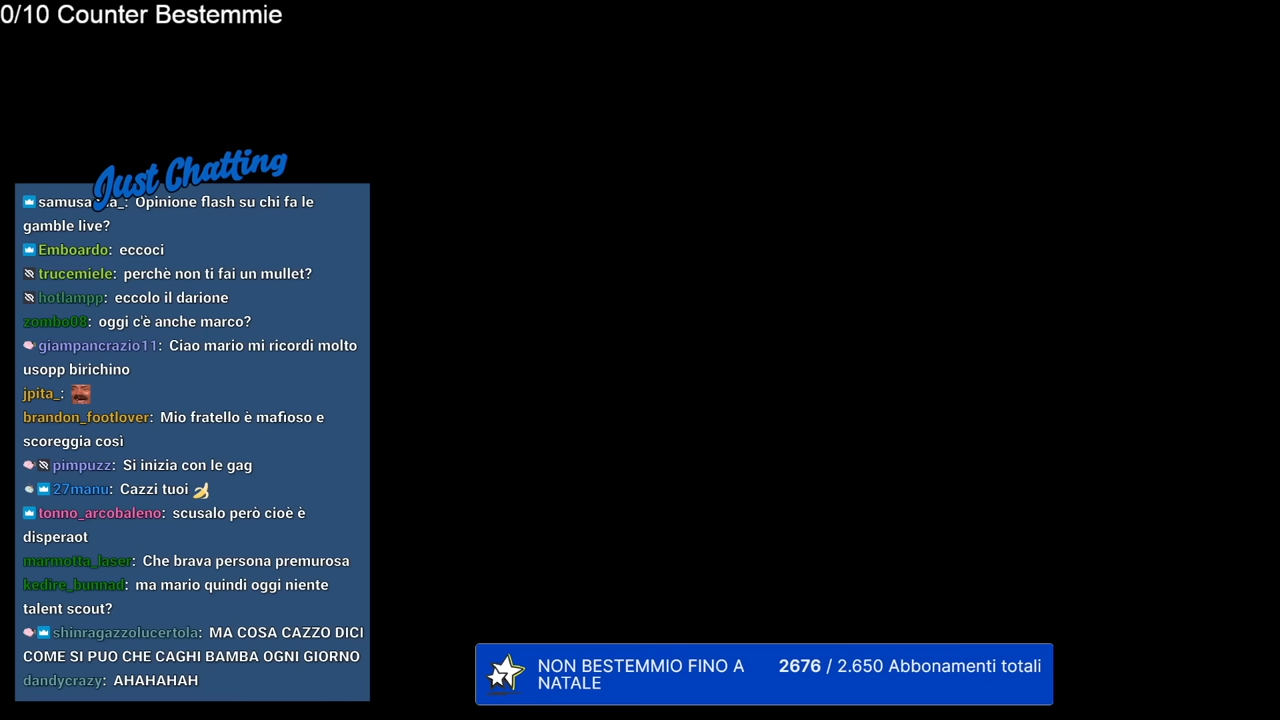 0/10 Counter Bestemmie
Just Chatting
Opinione flash su chi fa le
gamble live?
Emboardo: eccoci
trucemiele: perchè non ti fai un mullet?
hotlampp: eccolo il darione
zombo08: oggi c'è anche marco?
giampancrazio11: Ciao mario mi ricordi molto
usopp birichino
jpita_:
brandon_footlover: Mio fratello è mafioso e
scoreggia così
pimpuzz: Si inizia con le gag
27manu: Cazzi tuoi
tonno_arcobaleno: scusalo però cioè è
disperaot
marmotta_laser: Che brava persona premurosa
kedire_bunnad: ma mario quindi oggi niente
talent scout?
shinragazzolucertola: MA COSA CAZZO DICI
COME SI PUO CHE CAGHI BAMBA OGNI GIORNO
dandycrazy: AHAHAHAH
NON BESTEMMIO FINO A
NATALE
2676 / 2.650 Abbonamenti totali